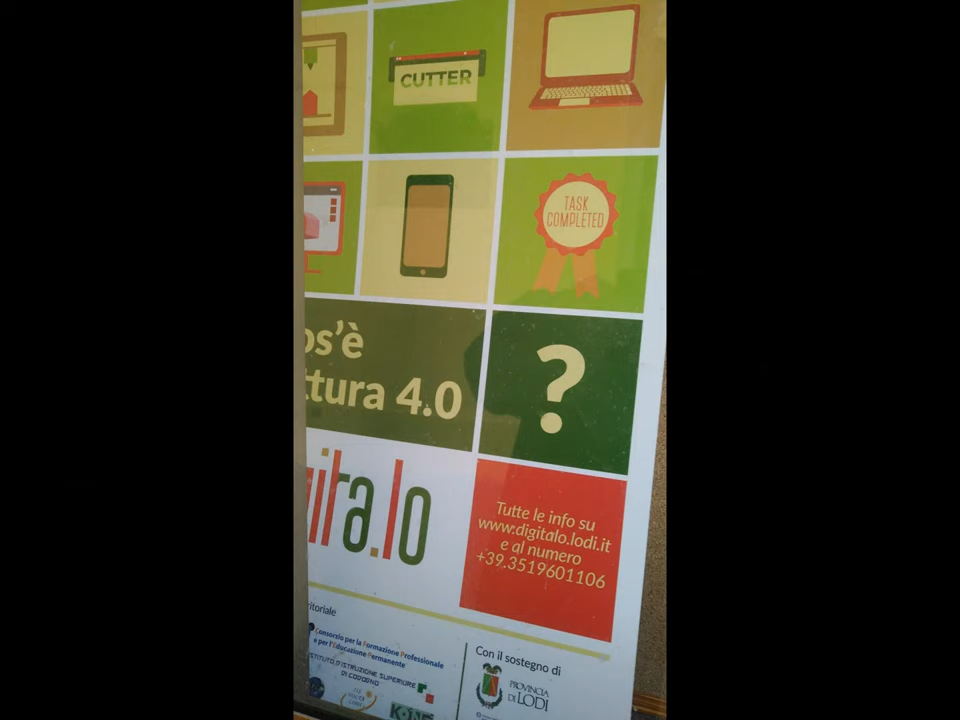 CUTTER
TASK
COMPLETED
os'è
ttura 4.0
?
ita.lo
Tutte le info su
www.digitalo.lodi.it
e al numero
+39.3519601106
ritoriale
Consorzio per la Formazione Professionale
e per l'Educazione Permanente
ISTITUTO D'ISTRUZIONE SUPERIORE
DI CODOGNO
Con il sostegno di
PROVINCIA
DI LODI